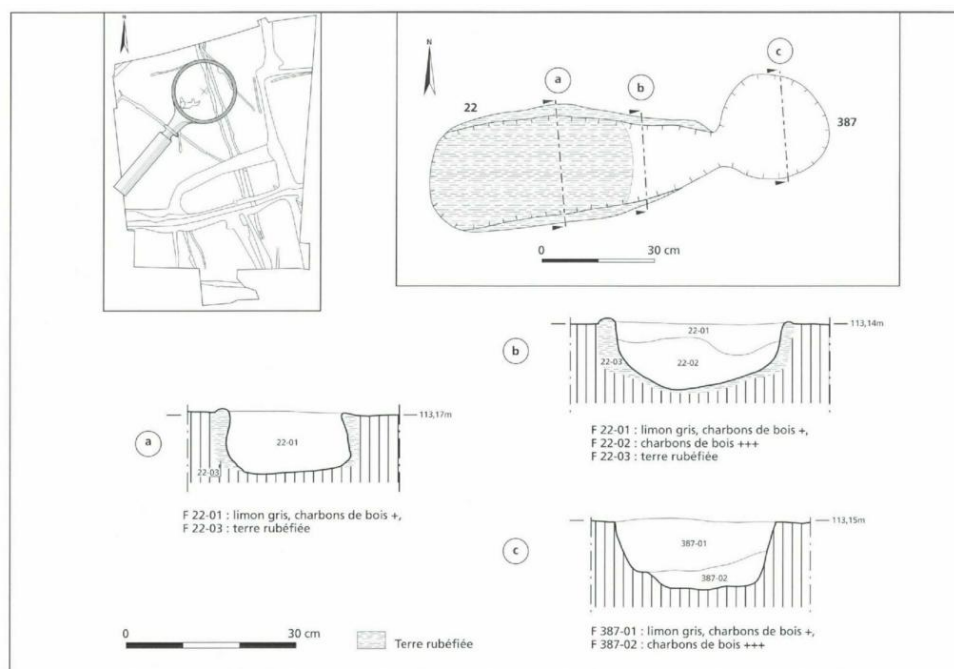 N
N
a
b
c
22
387
0 30 cm
b
22-01
22-03
22-02
113,14m
F 22-01 : limon gris, charbons de bois +,
F 22-02 : charbons de bois +++
F 22-03 : terre rubéfiée
a
22-01
22-03
113,17m
F 22-01 : limon gris, charbons de bois +,
F 22-03 : terre rubéfiée
c
387-01
387-02
113,15m
F 387-01 : limon gris, charbons de bois +,
F 387-02 : charbons de bois +++
0 30 cm
Terre rubéfiée